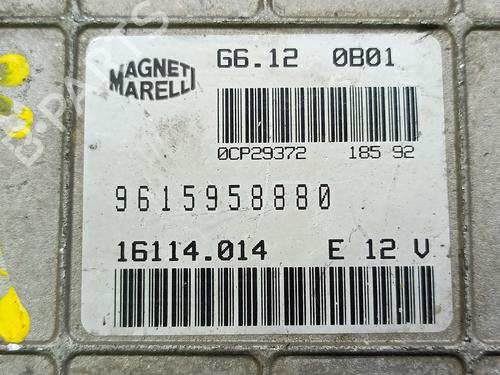 MAGNETI MARELLI
G6.12 0B01
0CP29372 185 92
9615958880
16114.014 E 12 V